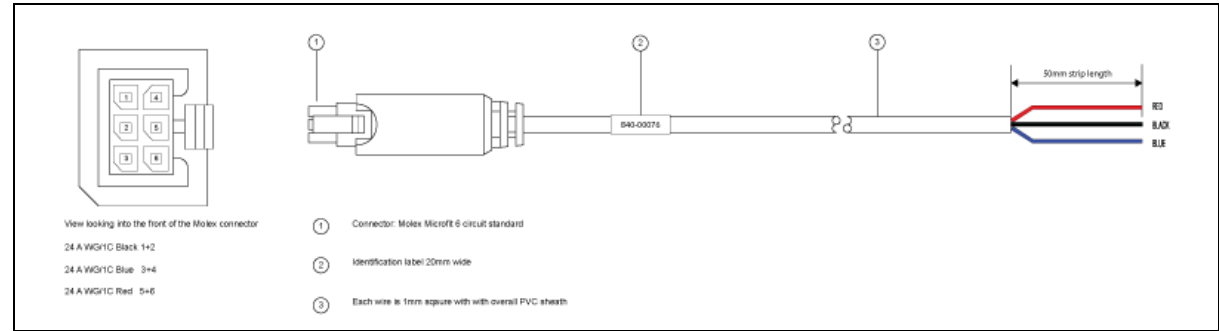 1
4
2
5
3
6
1
2
3
840-00076
50mm strip length
RED
BLACK
BLUE
View looking into the front of the Molex connector
24 A WG/1C Black 1+2
24 A WG/1C Blue 3+4
24 A WG/1C Red 5+6
1 Connector: Molex Microfit 6 circuit standard
2 Identification label 20mm wide
3 Each wire is 1mm sqaure with with overall PVC sheath